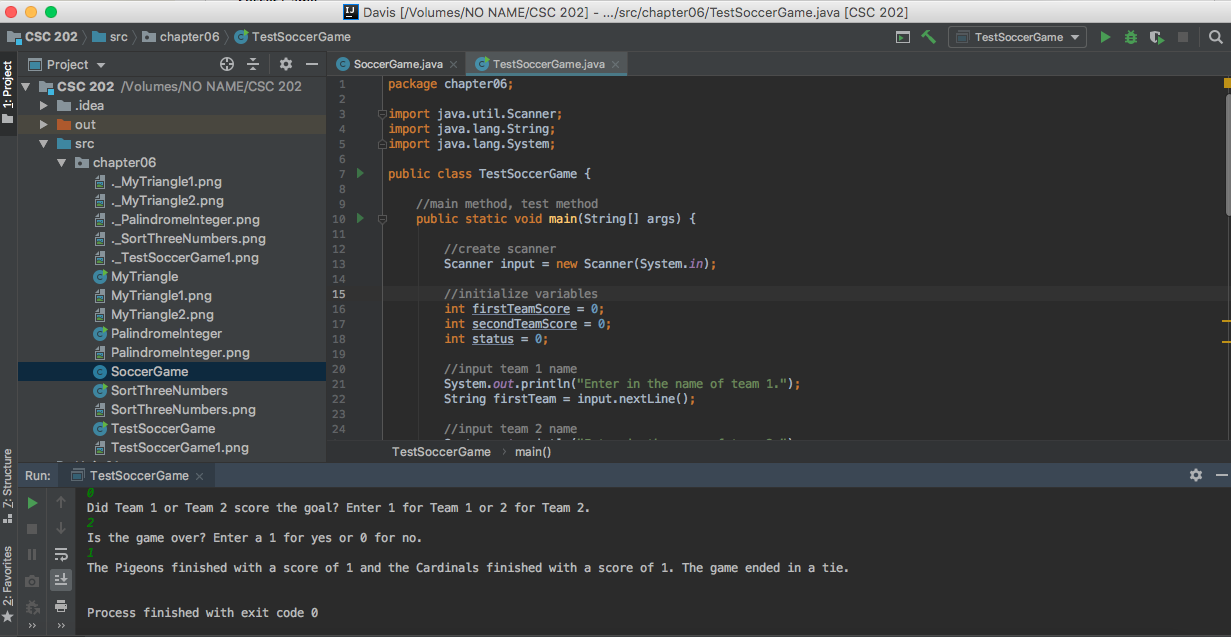 Davis [/Volumes/NO NAME/CSC 202] - .../src/chapter06/TestSoccerGame.java [CSC 202]
CSC 202 src chapter06 TestSoccerGame
TestSoccerGame
1: Project
Project
CSC 202 /Volumes/NO NAME/CSC 202
.idea
out
src
chapter06
._MyTriangle1.png
._MyTriangle2.png
._PalindromeInteger.png
._SortThreeNumbers.png
._TestSoccerGame1.png
MyTriangle
MyTriangle1.png
MyTriangle2.png
PalindromeInteger
PalindromeInteger.png
SoccerGame
SortThreeNumbers
SortThreeNumbers.png
TestSoccerGame
TestSoccerGame1.png
SoccerGame.java TestSoccerGame.java
1 package chapter06;
2
3 import java.util.Scanner;
4 import java.lang.String;
5 import java.lang.System;
6
7 public class TestSoccerGame {
8
9 //main method, test method
10 public static void main(String[] args) {
11
12 //create scanner
13 Scanner input = new Scanner(System.in);
14
15 //initialize variables
16 int firstTeamScore = 0;
17 int secondTeamScore = 0;
18 int status = 0;
19
20 //input team 1 name
21 System.out.println("Enter in the name of team 1.");
22 String firstTeam = input.nextLine();
23
24 //input team 2 name
TestSoccerGame › main()
Z: Structure
2: Favorites
Run: TestSoccerGame
0
Did Team 1 or Team 2 score the goal? Enter 1 for Team 1 or 2 for Team 2.
2
Is the game over? Enter a 1 for yes or 0 for no.
1
The Pigeons finished with a score of 1 and the Cardinals finished with a score of 1. The game ended in a tie.
Process finished with exit code 0